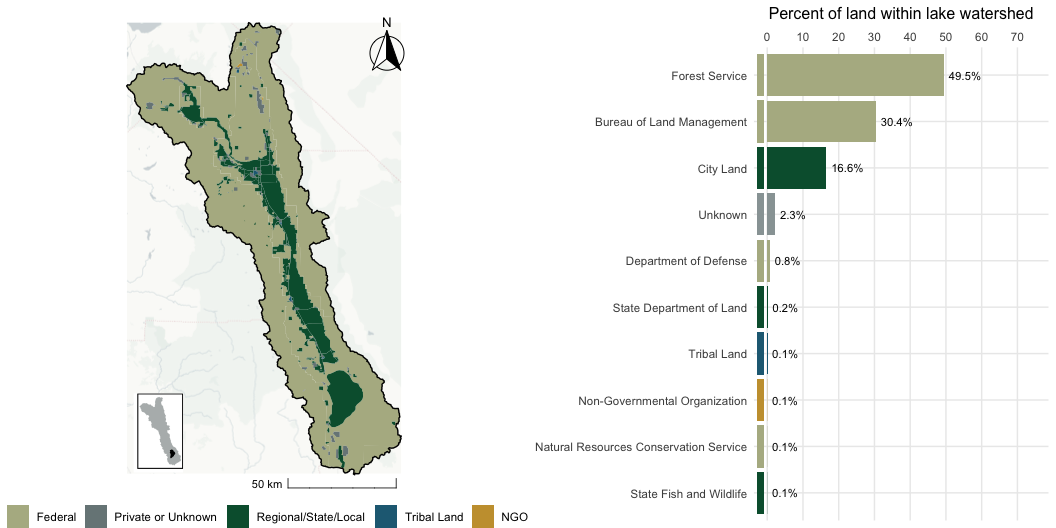 N
50 km
Federal
Private or Unknown
Regional/State/Local
Tribal Land
NGO
Percent of land within lake watershed
0 10 20 30 40 50 60 70
Forest Service 49.5%
Bureau of Land Management 30.4%
City Land 16.6%
Unknown 2.3%
Department of Defense 0.8%
State Department of Land 0.2%
Tribal Land 0.1%
Non-Governmental Organization 0.1%
Natural Resources Conservation Service 0.1%
State Fish and Wildlife 0.1%